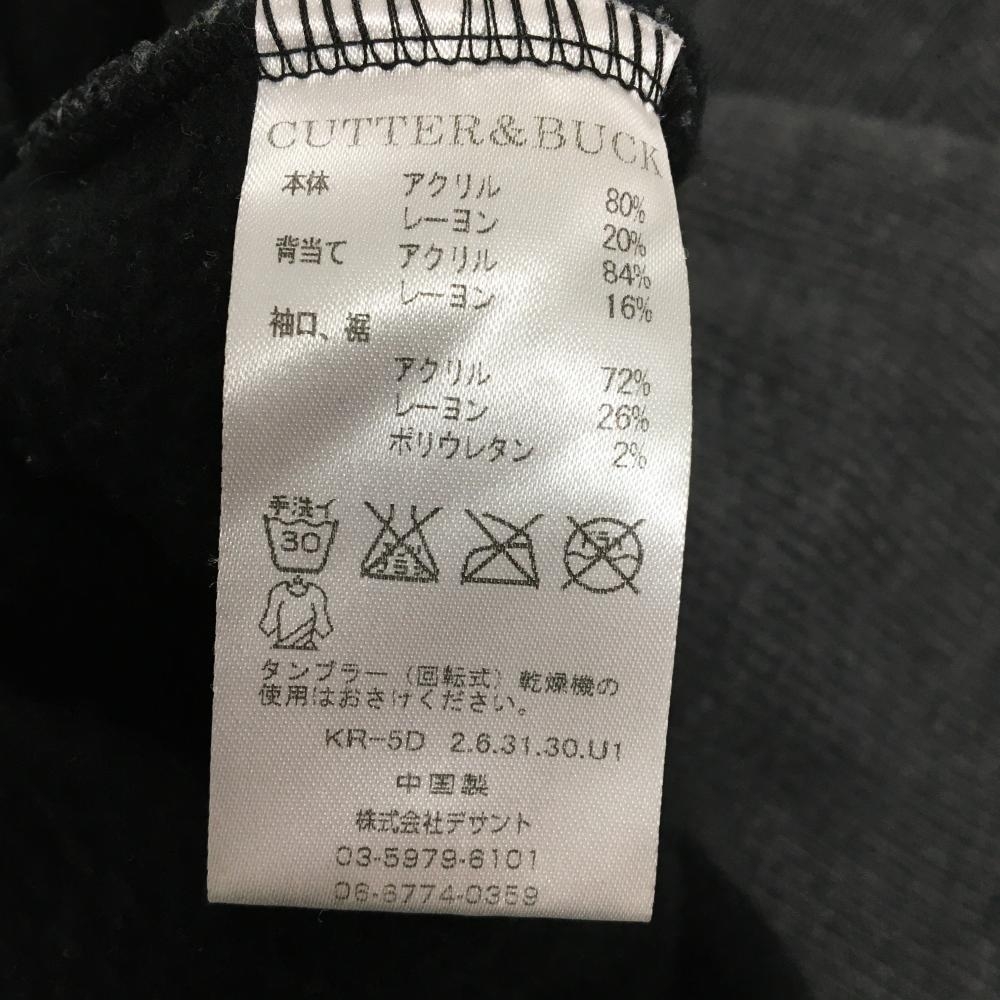 CUTTER&BUCK
本体 アクリル 80%
レーヨン 20%
背当て アクリル 84%
レーヨン 16%
袖口、裾
アクリル 72%
レーヨン 26%
ポリウレタン 2%
手洗イ
30
タンブラー（回転式）乾燥機の
使用はおさけください。
KR-5D 2.6.31.30.U1
中国製
株式会社デサント
03-5979-6101
06-6774-0359